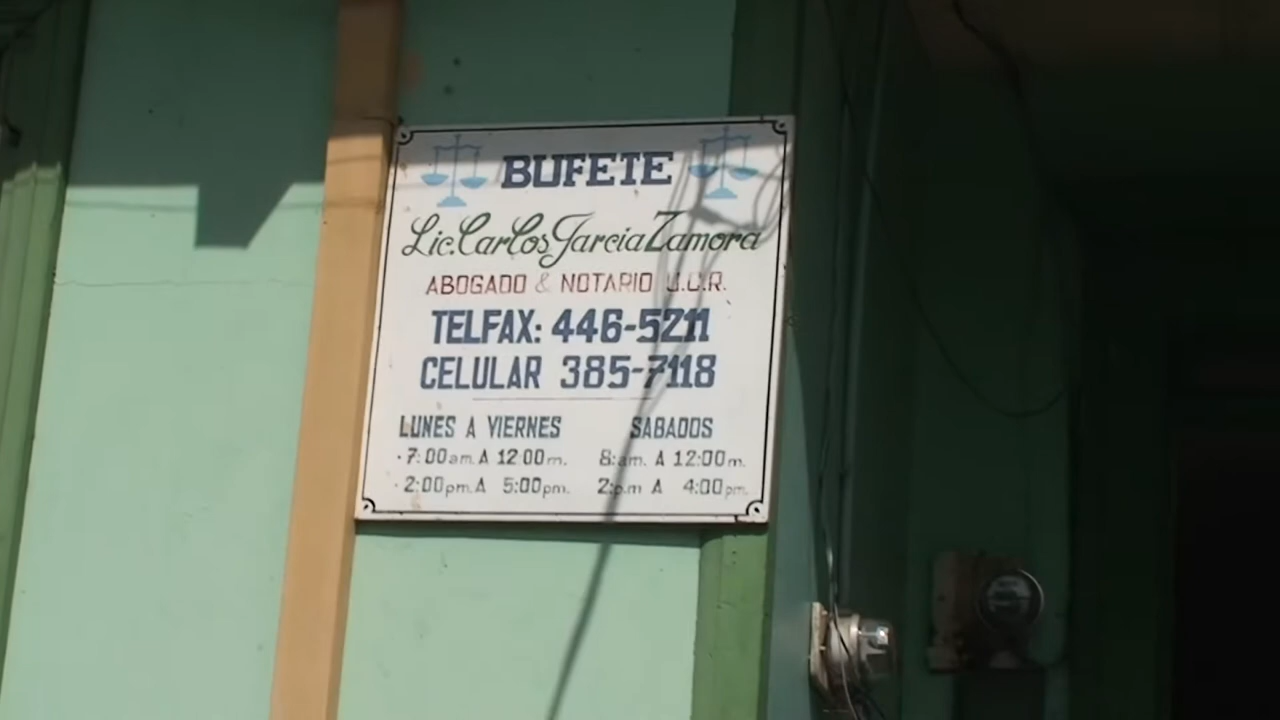 BUFETE
Lic. Carlos Garcia Zamora
ABOGADO & NOTARIO U.C.R.
TELFAX: 446-5211
CELULAR 385-7118
LUNES A VIERNES SABADOS
·7:00am. A 12:00m. 8:am. A 12:00m.
·2:00pm. A 5:00pm. 2:p.m A 4:00pm.